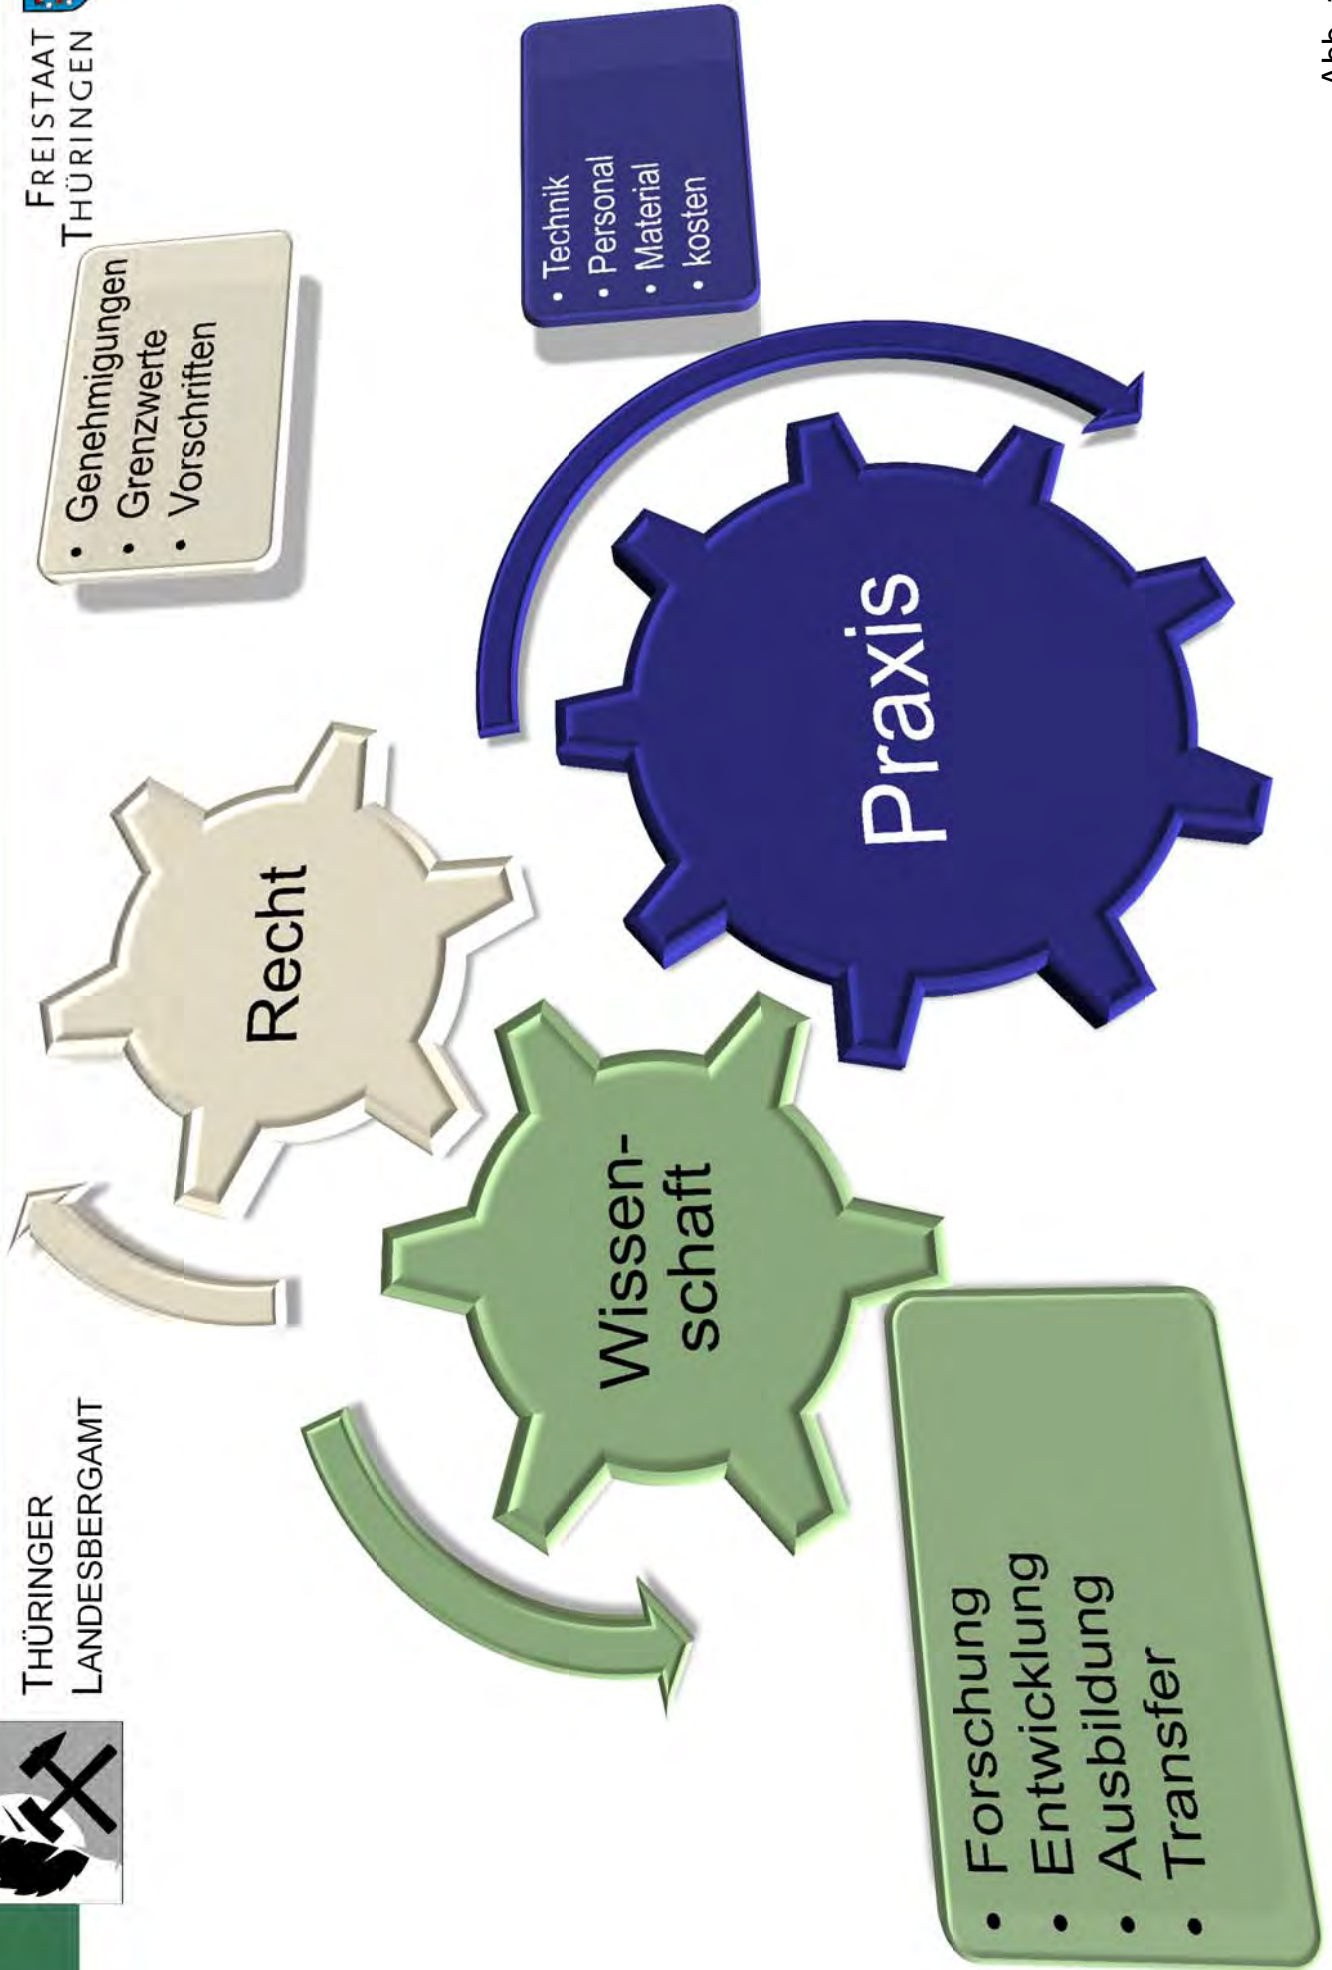 THÜRINGER
LANDESBERGAMT
FREISTAAT
THÜRINGEN
Recht
• Genehmigungen
• Grenzwerte
• Vorschriften
Wissen-
schaft
• Forschung
• Entwicklung
• Ausbildung
• Transfer
Praxis
• Technik
• Personal
• Material
• kosten